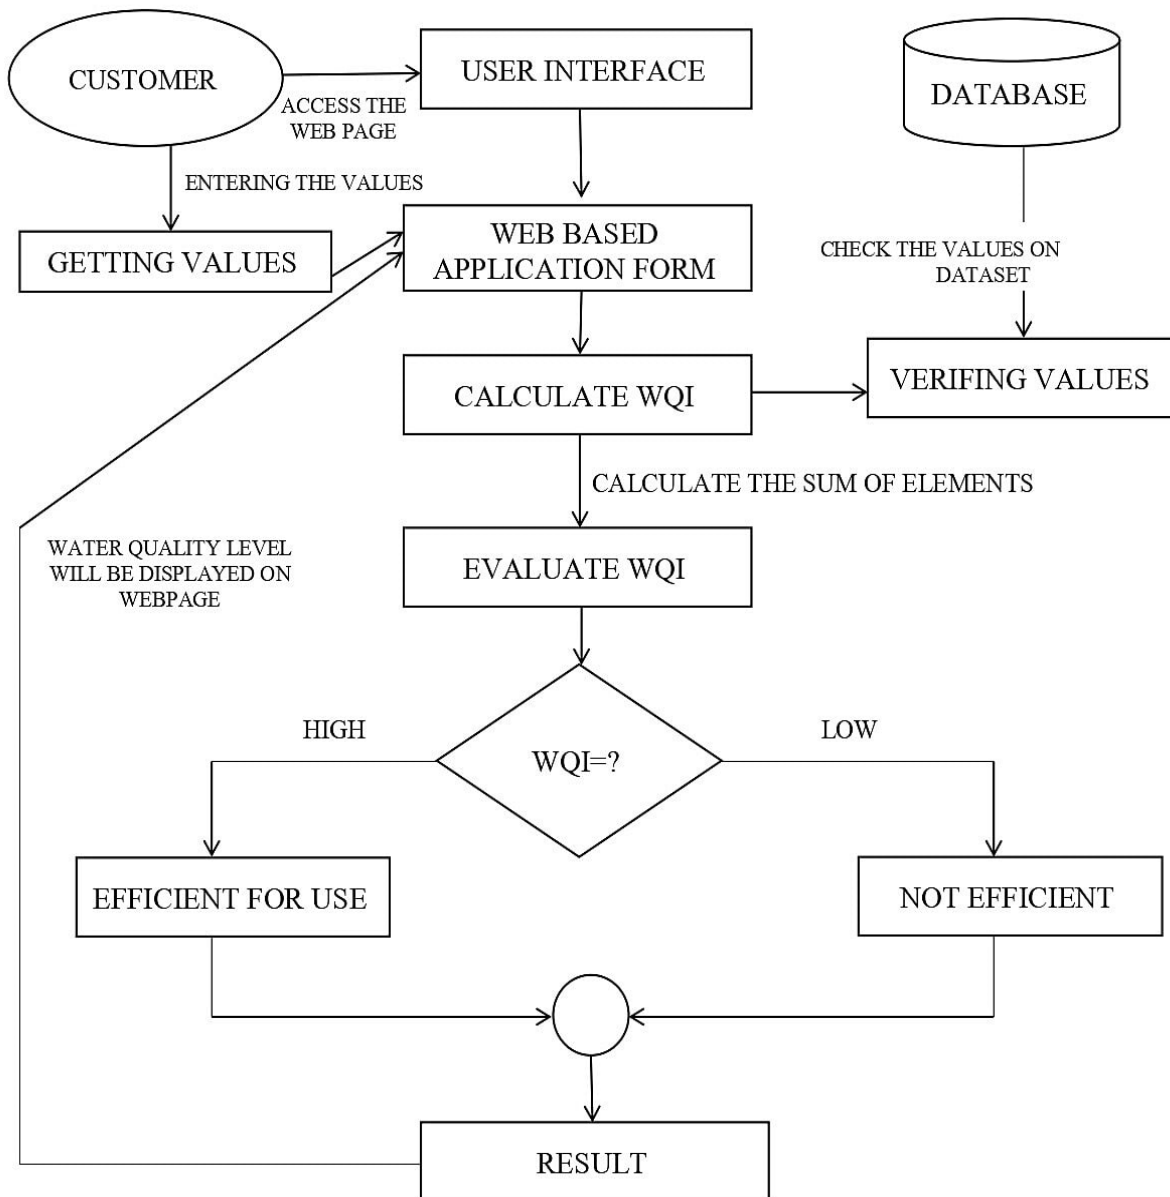 CUSTOMER
USER INTERFACE
DATABASE
ACCESS THE
WEB PAGE
ENTERING THE VALUES
GETTING VALUES
WEB BASED
APPLICATION FORM
CHECK THE VALUES ON
DATASET
CALCULATE WQI
VERIFING VALUES
CALCULATE THE SUM OF ELEMENTS
WATER QUALITY LEVEL
WILL BE DISPLAYED ON
WEBPAGE
EVALUATE WQI
HIGH
LOW
WQI=?
EFFICIENT FOR USE
NOT EFFICIENT
RESULT